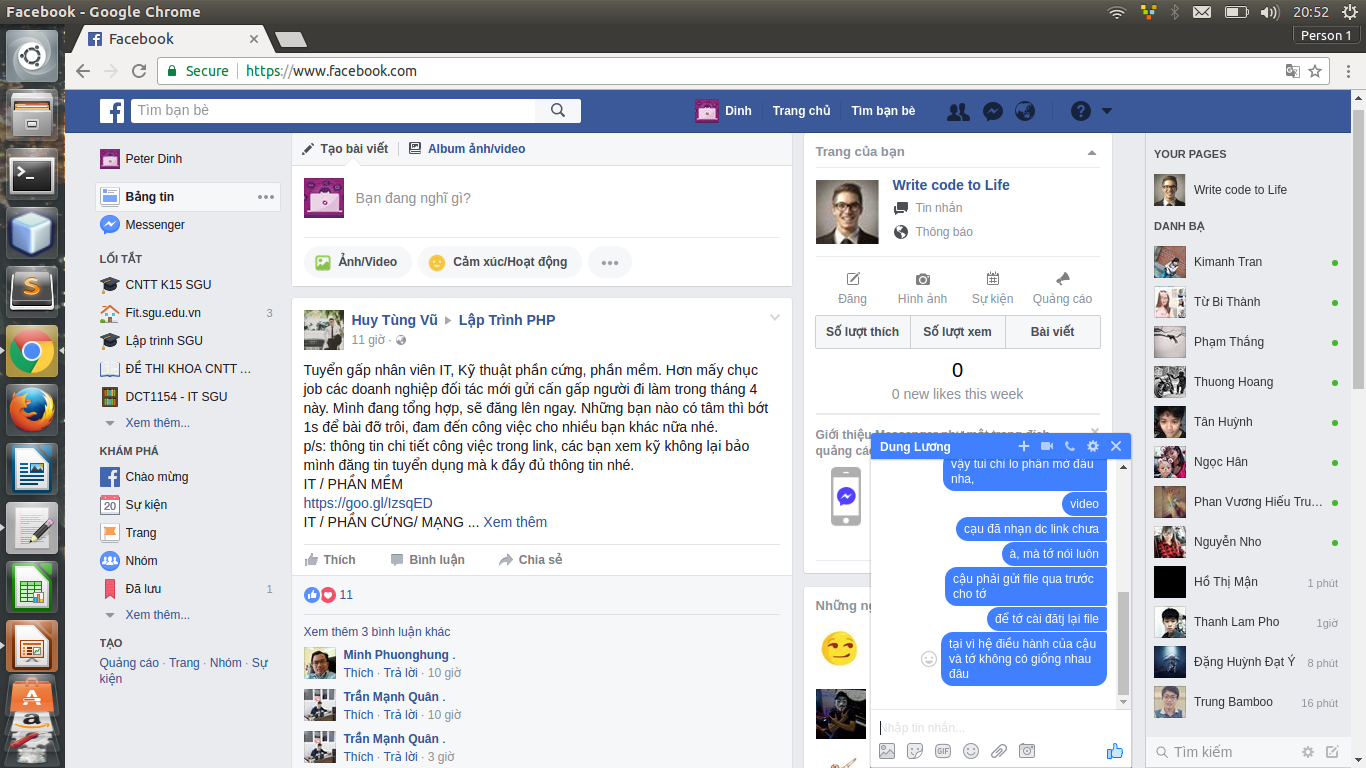 Facebook - Google Chrome
20:52
Person 1
Facebook
Secure
https://www.facebook.com
Tìm bạn bè
Dinh
Trang chủ
Tìm bạn bè
Peter Dinh
Bảng tin
Messenger
LỐI TẮT
CNTT K15 SGU
Fit.sgu.edu.vn
3
Lập trình SGU
ĐỀ THI KHOA CNTT ...
DCT1154 - IT SGU
Xem thêm...
KHÁM PHÁ
Chào mừng
20
Sự kiện
Trang
Nhóm
Đã lưu
1
Xem thêm...
TẠO
Quảng cáo · Trang · Nhóm · Sự
kiện
Tạo bài viết
Album ảnh/video
Bạn đang nghĩ gì?
Ảnh/Video
Cảm xúc/Hoạt động
Huy Tùng Vũ ▸ Lập Trình PHP
11 giờ ·
Tuyển gấp nhân viên IT, Kỹ thuật phần cứng, phần mềm. Hơn mấy chục
job các doanh nghiệp đối tác mới gửi cần gấp người đi làm trong tháng 4
này. Mình đang tổng hợp, sẽ đăng lên ngay. Những bạn nào có tâm thì bớt
1s để bài đỡ trôi, đam đến công việc cho nhiều bạn khác nữa nhé.
p/s: thông tin chi tiết công việc trong link, các bạn xem kỹ không lại bảo
mình đăng tin tuyển dụng mà k đầy đủ thông tin nhé.
IT / PHẦN MỀM
https://goo.gl/IzsqED
IT / PHẦN CỨNG/ MẠNG ... Xem thêm
Thích
Bình luận
Chia sẻ
11
Xem thêm 3 bình luận khác
Minh Phuonghung .
Thích · Trả lời · 10 giờ
Trần Mạnh Quân .
Thích · Trả lời · 10 giờ
Trần Mạnh Quân .
Thích · Trả lời · 3 giờ
Trang của bạn
Write code to Life
Tin nhắn
Thông báo
Đăng
Hình ảnh
Sự kiện
Quảng cáo
Số lượt thích
Số lượt xem
Bài viết
0
0 new likes this week
Giới thiệu
quảng cá
Những ng
Dung Lương
vậy tui chỉ lo phần mở đầu
nha,
video
cạu đã nhạn dc link chưa
à, mà tớ nói luôn
cậu phải gửi file qua trước
cho tớ
để tớ cài đătj lại file
tại vi hệ điều hành của cậu
và tớ không có giống nhau
đâu
Nhập tin nhắn...
GIF
YOUR PAGES
Write code to Life
DANH BẠ
Kimanh Tran
Từ Bi Thành
Phạm Thắng
Thuong Hoang
Tân Huỳnh
Ngọc Hân
Phan Vương Hiếu Tru...
Nguyễn Nho
Hồ Thị Mận
1 phút
Thanh Lam Pho
1giờ
Đặng Huỳnh Đạt Ý
8 phút
Trung Bamboo
16 phút
Tìm kiếm